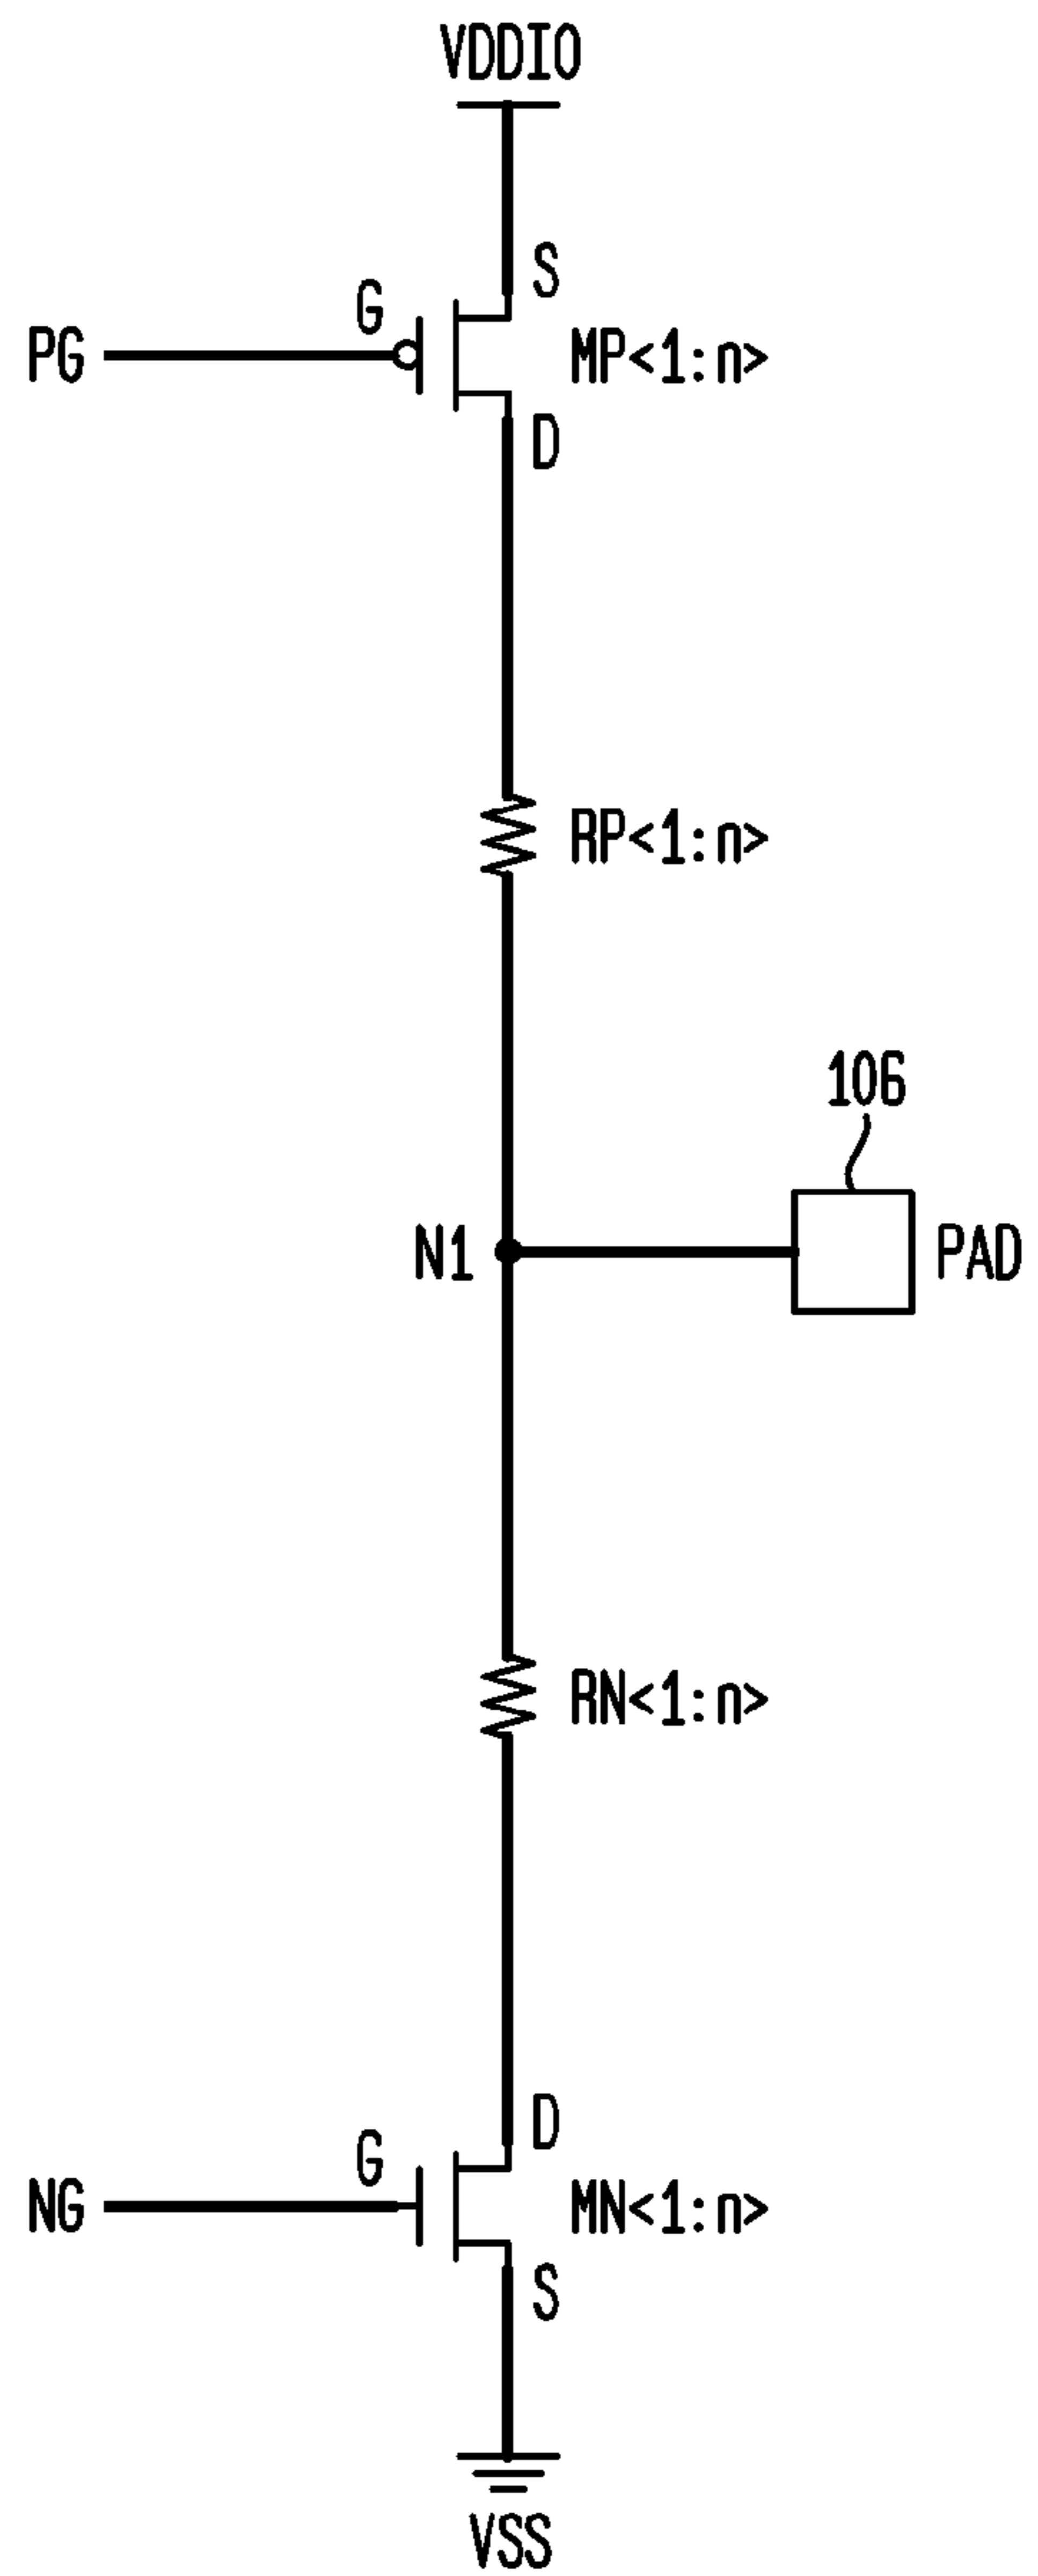 VDDIO
S
G
PG
MP<1:n>
D
RP<1:n>
106
N1
PAD
RN<1:n>
D
G
NG
MN<1:n>
S
VSS